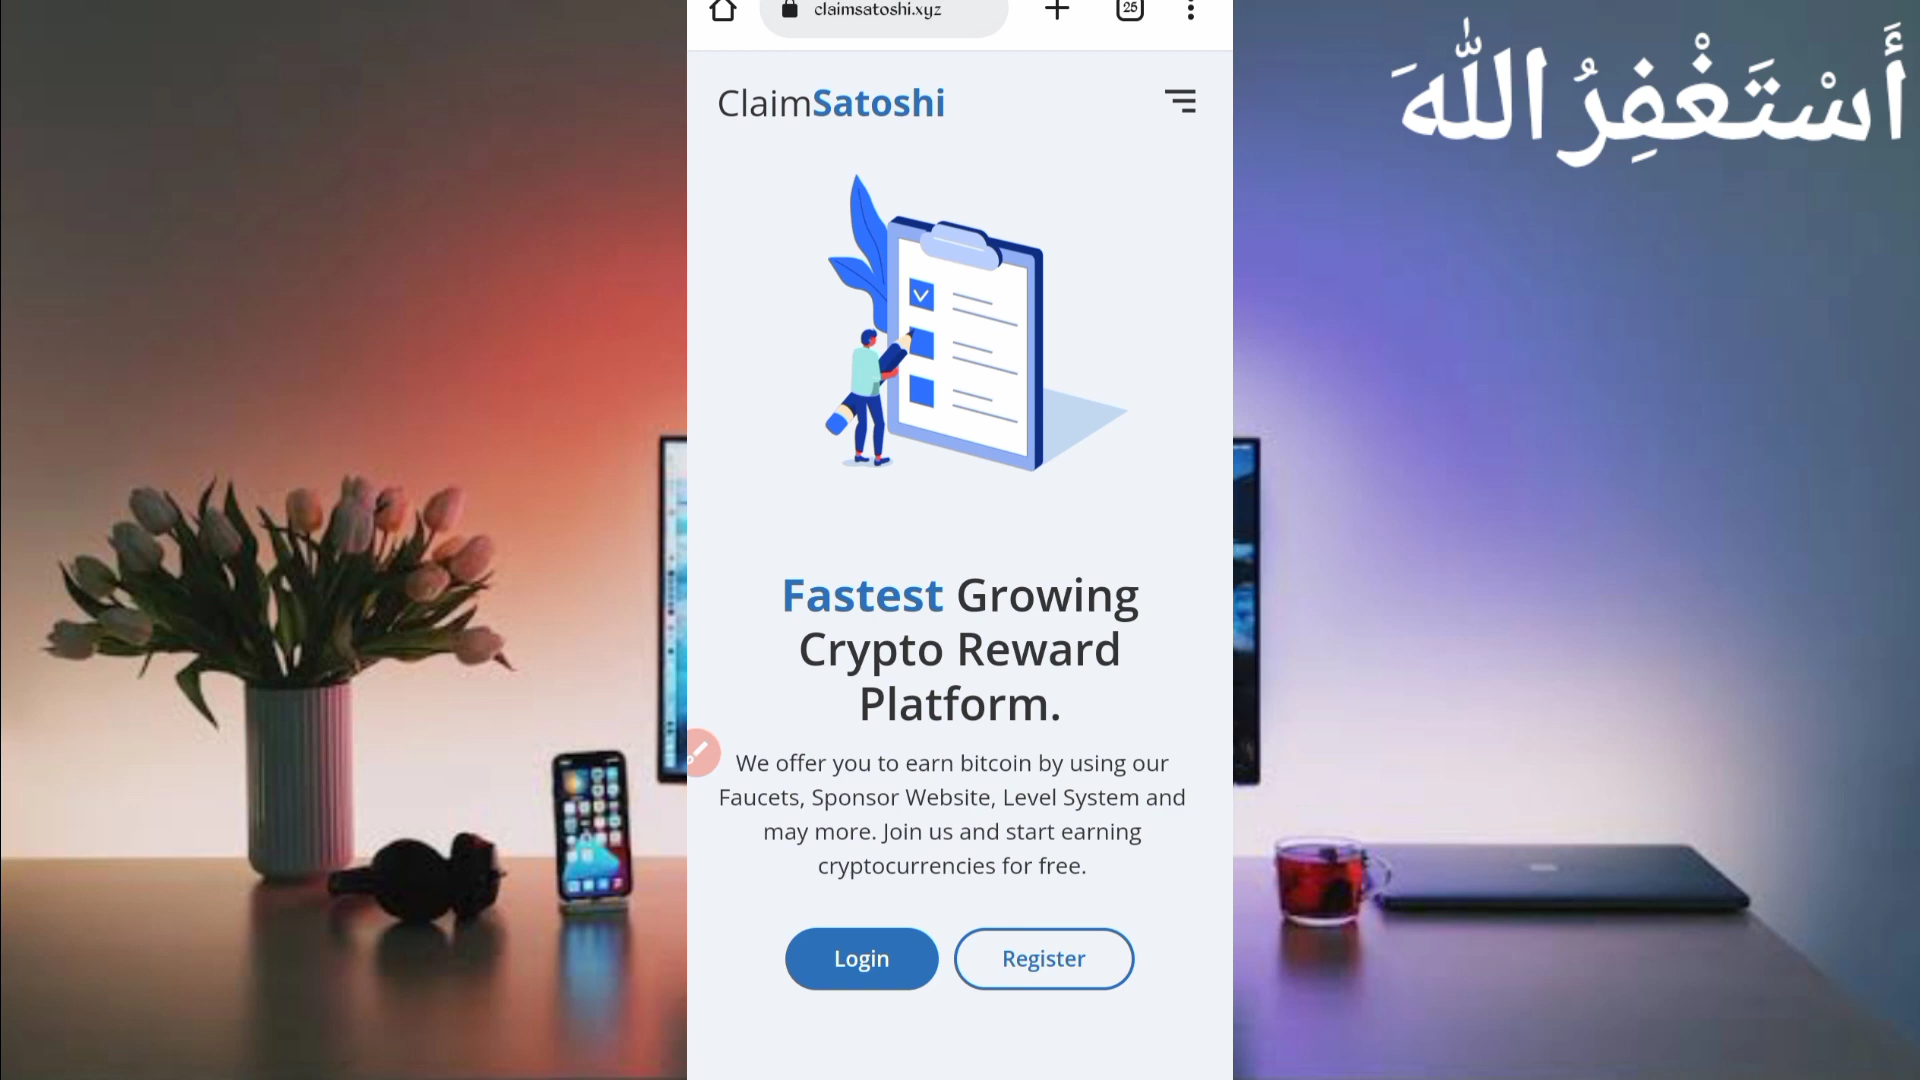 claimsatoshi.xyz
25
ClaimSatoshi
أَسْتَغْفِرُ اللّٰهَ
Fastest Growing
Crypto Reward
Platform.
We offer you to earn bitcoin by using our
Faucets, Sponsor Website, Level System and
may more. Join us and start earning
cryptocurrencies for free.
Login
Register